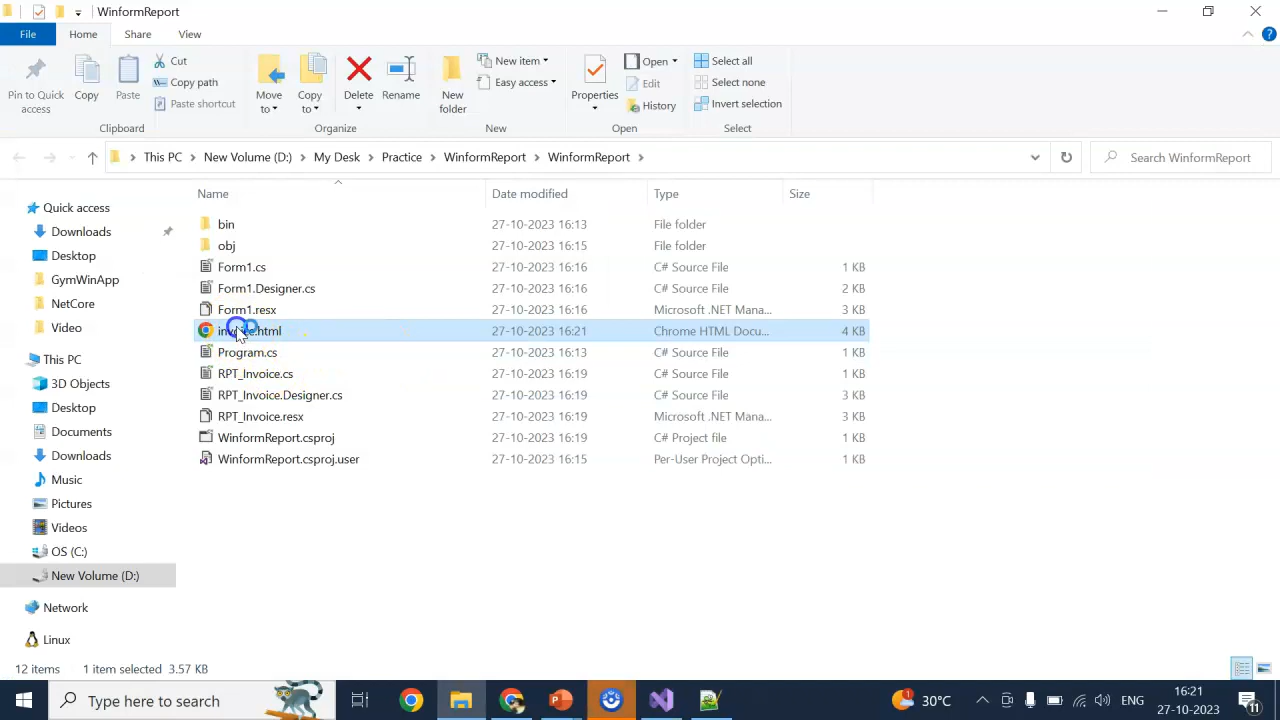 WinformReport
File
Home
Share
View
Pin to Quick access
Copy
Paste
Cut
Copy path
Paste shortcut
Clipboard
Move to
Copy to
Delete
Rename
Organize
New folder
New item
Easy access
New
Properties
Open
Edit
History
Open
Select all
Select none
Invert selection
Select
This PC > New Volume (D:) > My Desk > Practice > WinformReport > WinformReport >
Search WinformReport
Name Date modified Type Size
bin 27-10-2023 16:13 File folder
obj 27-10-2023 16:15 File folder
Form1.cs 27-10-2023 16:16 C# Source File 1 KB
Form1.Designer.cs 27-10-2023 16:16 C# Source File 2 KB
Form1.resx 27-10-2023 16:16 Microsoft .NET Mana... 3 KB
invoice.html 27-10-2023 16:21 Chrome HTML Docu... 4 KB
Program.cs 27-10-2023 16:13 C# Source File 1 KB
RPT_Invoice.cs 27-10-2023 16:19 C# Source File 1 KB
RPT_Invoice.Designer.cs 27-10-2023 16:19 C# Source File 3 KB
RPT_Invoice.resx 27-10-2023 16:19 Microsoft .NET Mana... 3 KB
WinformReport.csproj 27-10-2023 16:19 C# Project file 1 KB
WinformReport.csproj.user 27-10-2023 16:15 Per-User Project Opti... 1 KB
Quick access
Downloads
Desktop
GymWinApp
NetCore
Video
This PC
3D Objects
Desktop
Documents
Downloads
Music
Pictures
Videos
OS (C:)
New Volume (D:)
Network
Linux
12 items 1 item selected 3.57 KB
Type here to search
1
30°C
ENG
16:21
27-10-2023
11